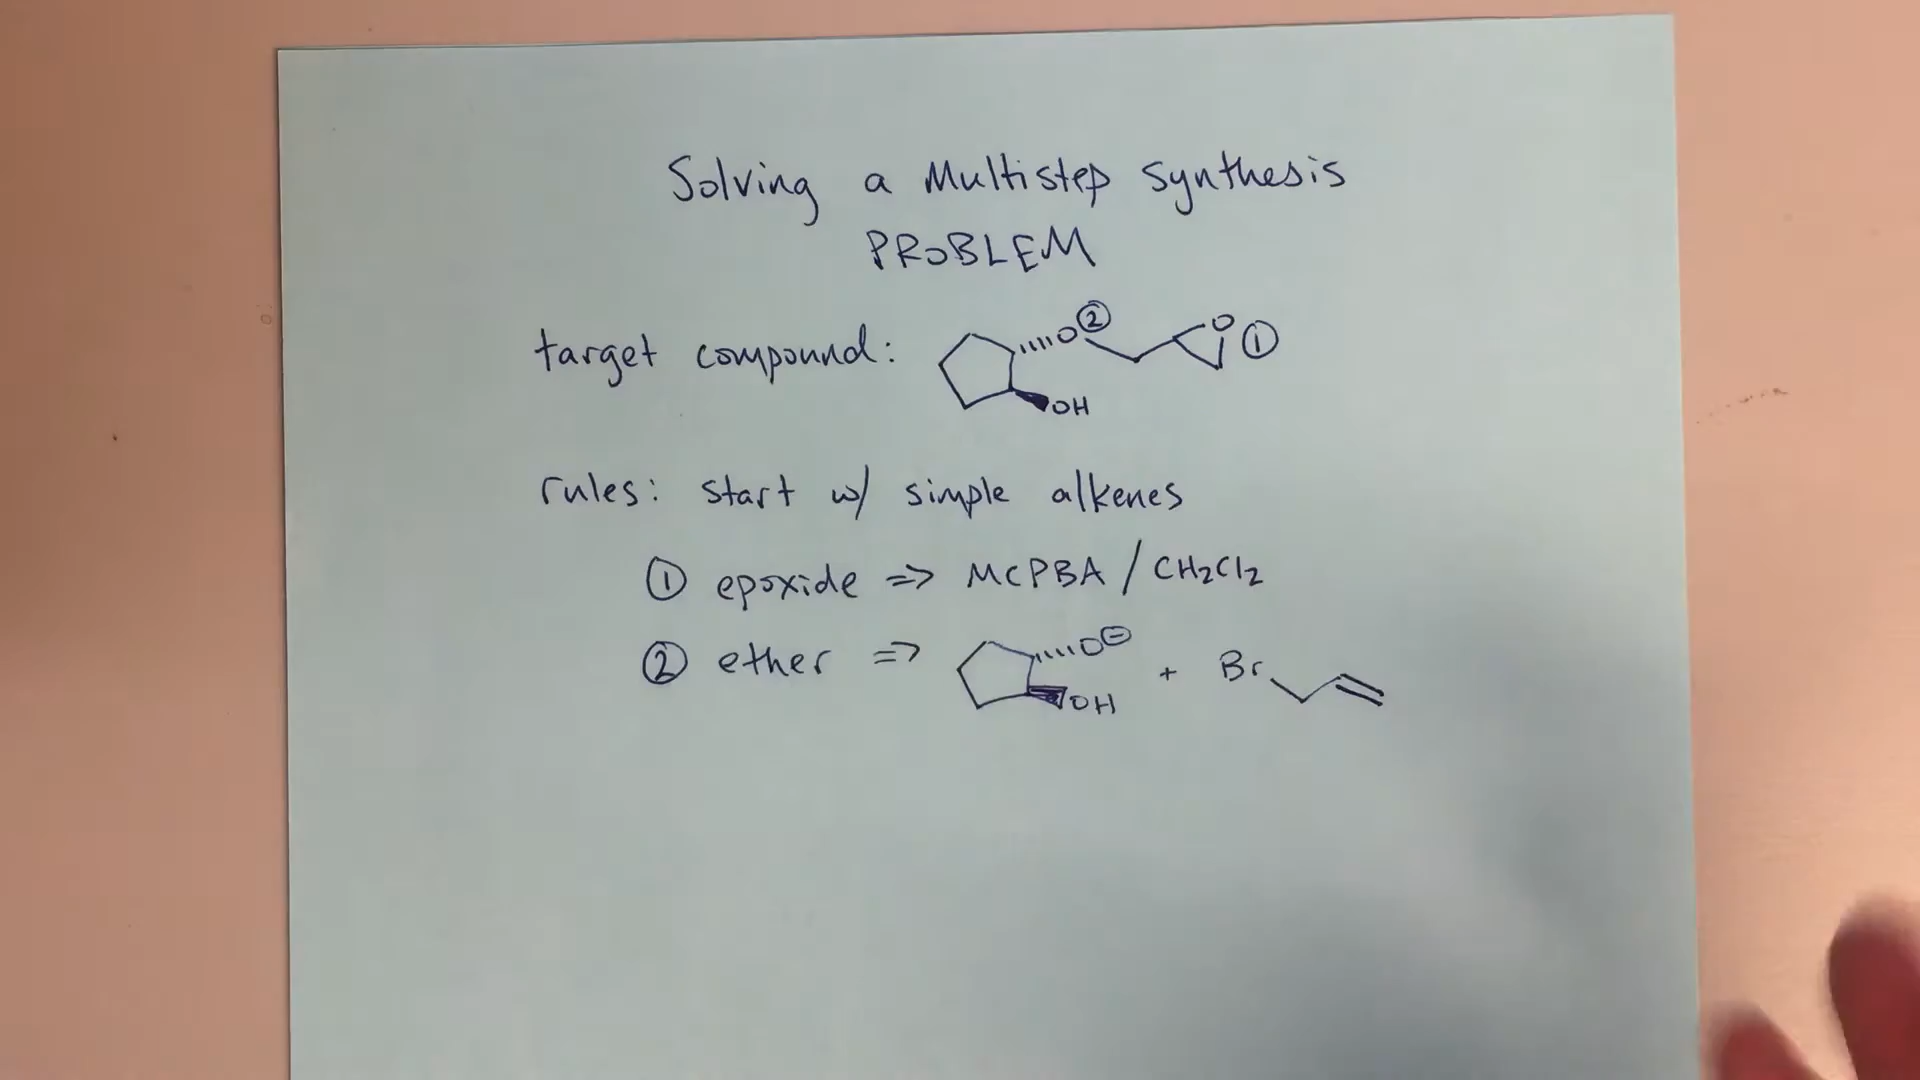 Solving a Multistep Synthesis
PROBLEM
target compound: O ② O ①
OH
rules: start w/ simple alkenes
① epoxide => MCPBA / CH₂Cl₂
② ether => O⊖ + Br
OH